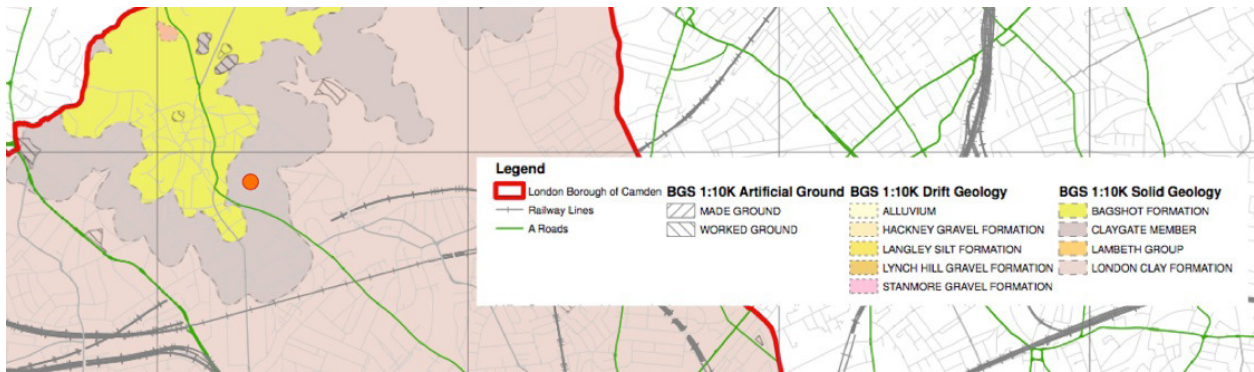 Legend
London Borough of Camden
Railway Lines
A Roads
BGS 1:10K Artificial Ground
MADE GROUND
WORKED GROUND
BGS 1:10K Drift Geology
ALLUVIUM
HACKNEY GRAVEL FORMATION
LANGLEY SILT FORMATION
LYNCH HILL GRAVEL FORMATION
STANMORE GRAVEL FORMATION
BGS 1:10K Solid Geology
BAGSHOT FORMATION
CLAYGATE MEMBER
LAMBETH GROUP
LONDON CLAY FORMATION